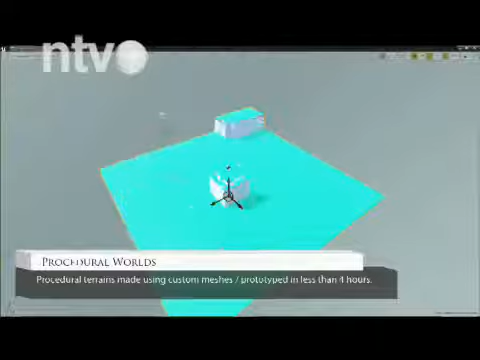 ntv
PROCEDURAL WORLDS
Procedural terrains made using custom meshes / prototyped in less than 4 hours.